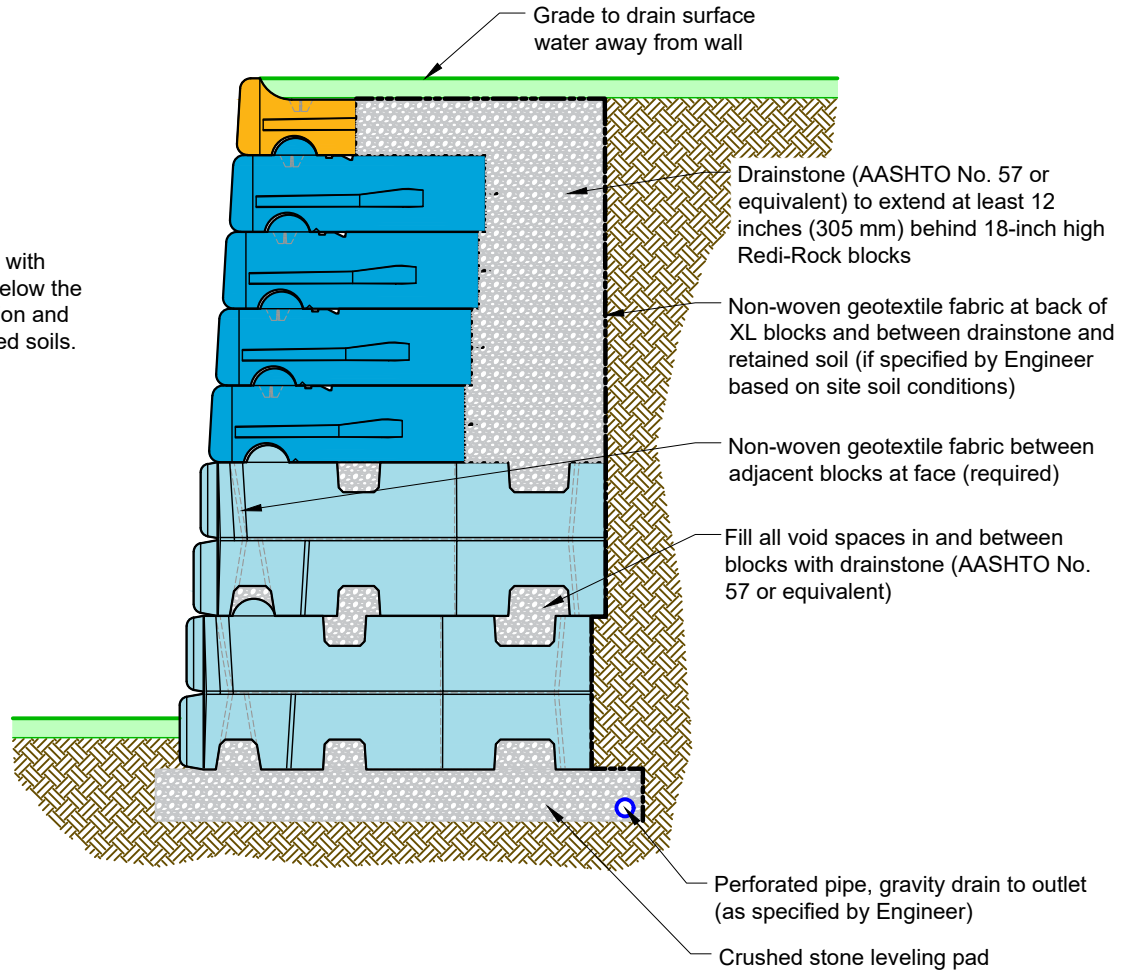 Grade to drain surface
water away from wall
Drainstone (AASHTO No. 57 or
equivalent) to extend at least 12
inches (305 mm) behind 18-inch high
Redi-Rock blocks
with
elow the
on and
ed soils.
Non-woven geotextile fabric at back of
XL blocks and between drainstone and
retained soil (if specified by Engineer
based on site soil conditions)
Non-woven geotextile fabric between
adjacent blocks at face (required)
Fill all void spaces in and between
blocks with drainstone (AASHTO No.
57 or equivalent)
Perforated pipe, gravity drain to outlet
(as specified by Engineer)
Crushed stone leveling pad